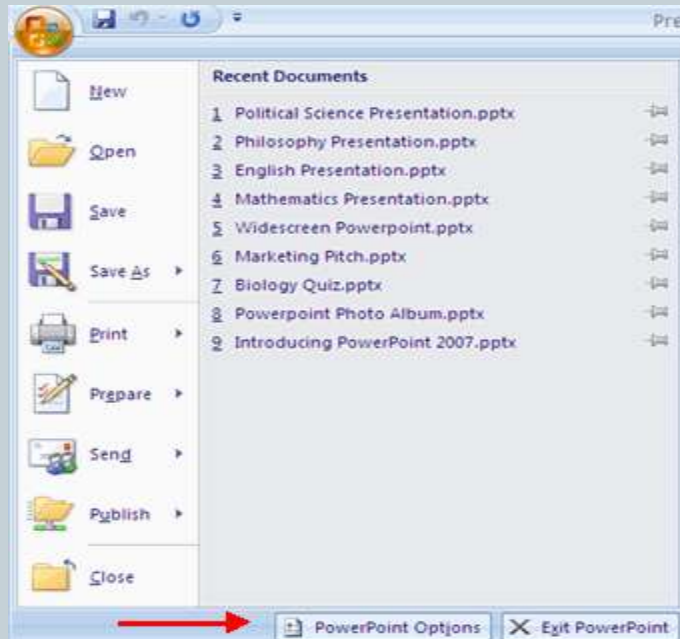 Pre
New
Open
Save
Save As
Print
Prepare
Send
Publish
Close
Recent Documents
1 Political Science Presentation.pptx
2 Philosophy Presentation.pptx
3 English Presentation.pptx
4 Mathematics Presentation.pptx
5 Widescreen Powerpoint.pptx
6 Marketing Pitch.pptx
7 Biology Quiz.pptx
8 Powerpoint Photo Album.pptx
9 Introducing PowerPoint 2007.pptx
PowerPoint Options
Exit PowerPoint